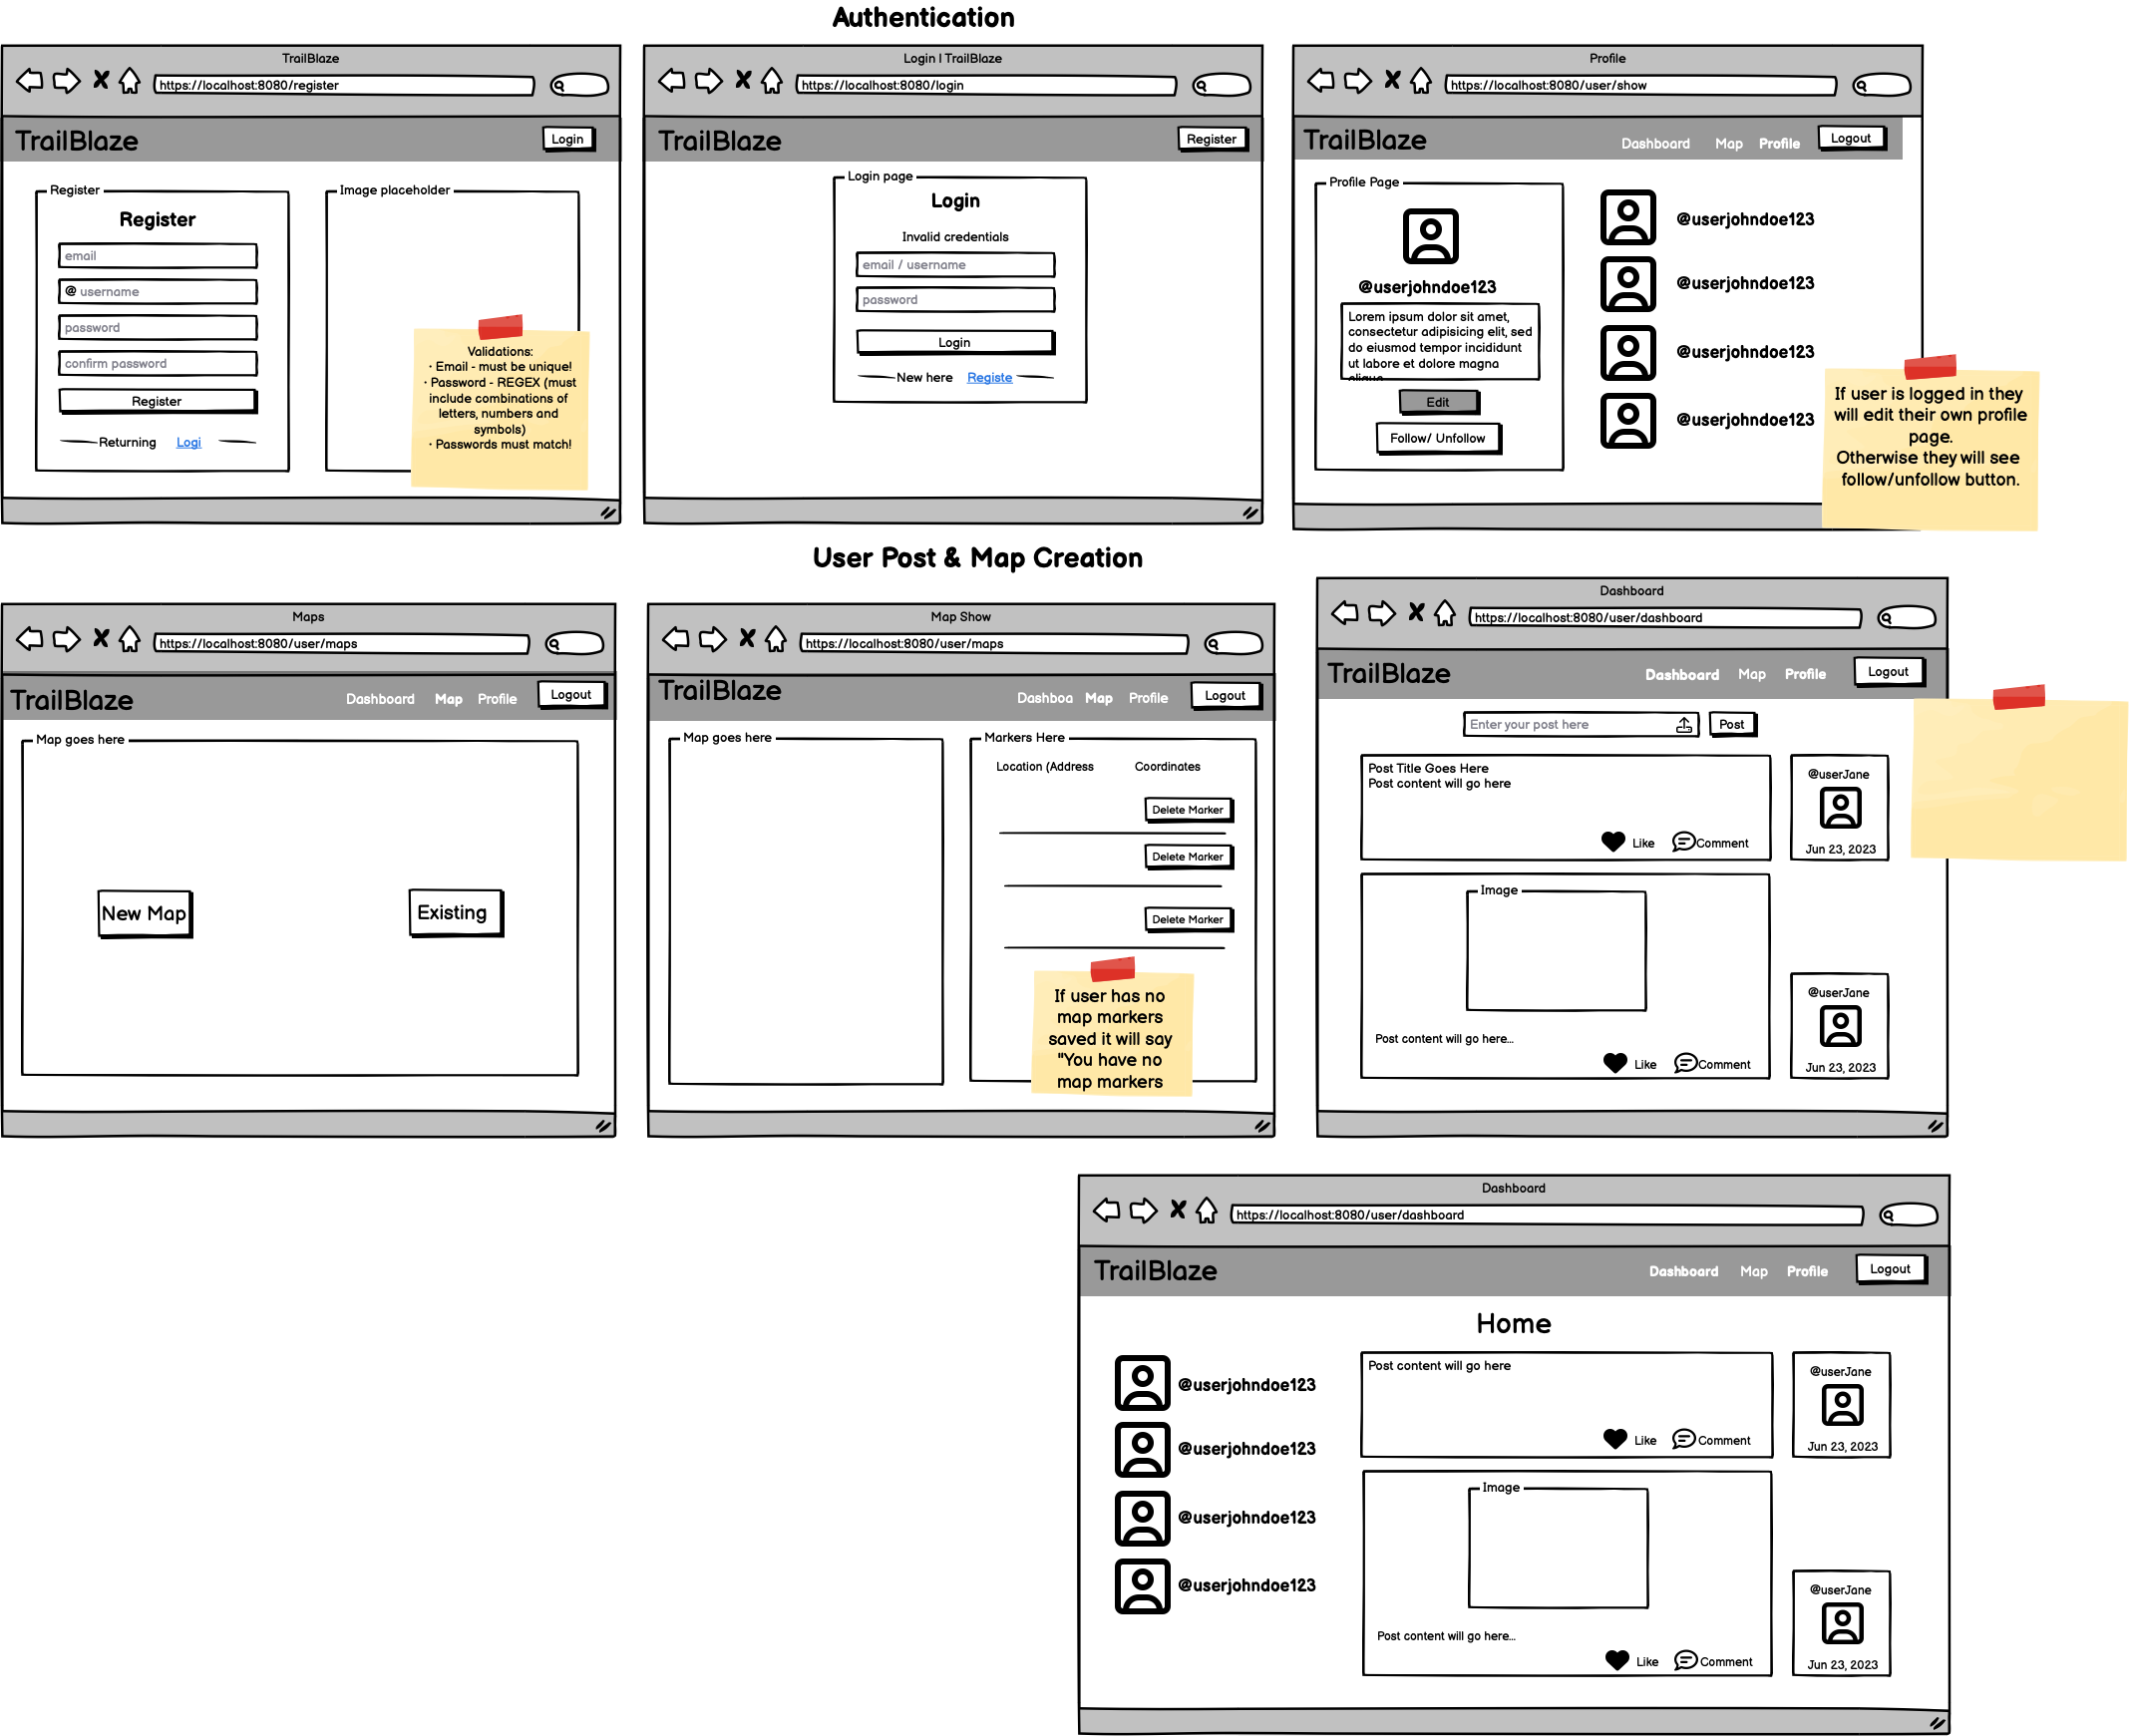 Authentication
TrailBlaze
https://localhost:8080/register
TrailBlaze
Login
Register
Register
email
@ username
password
confirm password
Register
Returning Logi
Image placeholder
Validations:
· Email - must be unique!
· Password - REGEX (must
include combinations of
letters, numbers and
symbols)
· Passwords must match!
Login | TrailBlaze
https://localhost:8080/login
TrailBlaze
Register
Login page
Login
Invalid credentials
email / username
password
Login
New here Registe
Profile
https://localhost:8080/user/show
TrailBlaze
Dashboard Map Profile Logout
Profile Page
@userjohndoe123
Lorem ipsum dolor sit amet,
consectetur adipisicing elit, sed
do eiusmod tempor incididunt
ut labore et dolore magna
aliqua
Edit
Follow/ Unfollow
@userjohndoe123
@userjohndoe123
@userjohndoe123
@userjohndoe123
If user is logged in they
will edit their own profile
page.
Otherwise they will see
follow/unfollow button.
User Post & Map Creation
Maps
https://localhost:8080/user/maps
TrailBlaze
Dashboard Map Profile Logout
Map goes here
New Map
Existing
Map Show
https://localhost:8080/user/maps
TrailBlaze
Dashboa Map Profile Logout
Map goes here
Markers Here
Location (Address Coordinates
Delete Marker
Delete Marker
Delete Marker
If user has no
map markers
saved it will say
"You have no
map markers
Dashboard
https://localhost:8080/user/dashboard
TrailBlaze
Dashboard Map Profile Logout
Enter your post here
Post
Post Title Goes Here
Post content will go here
Like Comment
@userJane
Jun 23, 2023
Image
Post content will go here...
Like Comment
@userJane
Jun 23, 2023
Dashboard
https://localhost:8080/user/dashboard
TrailBlaze
Dashboard Map Profile Logout
Home
@userjohndoe123
@userjohndoe123
@userjohndoe123
@userjohndoe123
Post content will go here
Like Comment
@userJane
Jun 23, 2023
Image
Post content will go here...
Like Comment
@userJane
Jun 23, 2023